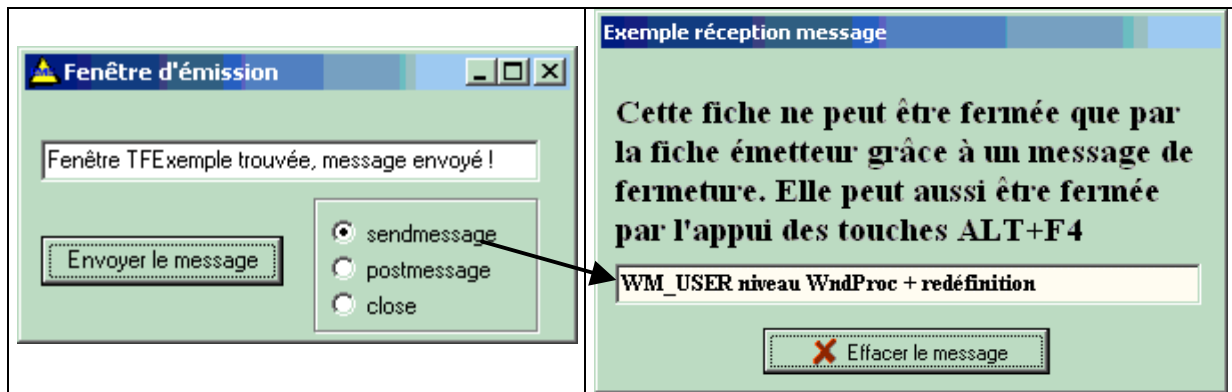 Fenêtre d'émission
Fenêtre TFExemple trouvée, message envoyé !
Envoyer le message
sendmessage
postmessage
close
Exemple réception message
Cette fiche ne peut être fermée que par
la fiche émetteur grâce à un message de
fermeture. Elle peut aussi être fermée
par l'appui des touches ALT+F4
WM_USER niveau WndProc + redéfinition
Effacer le message